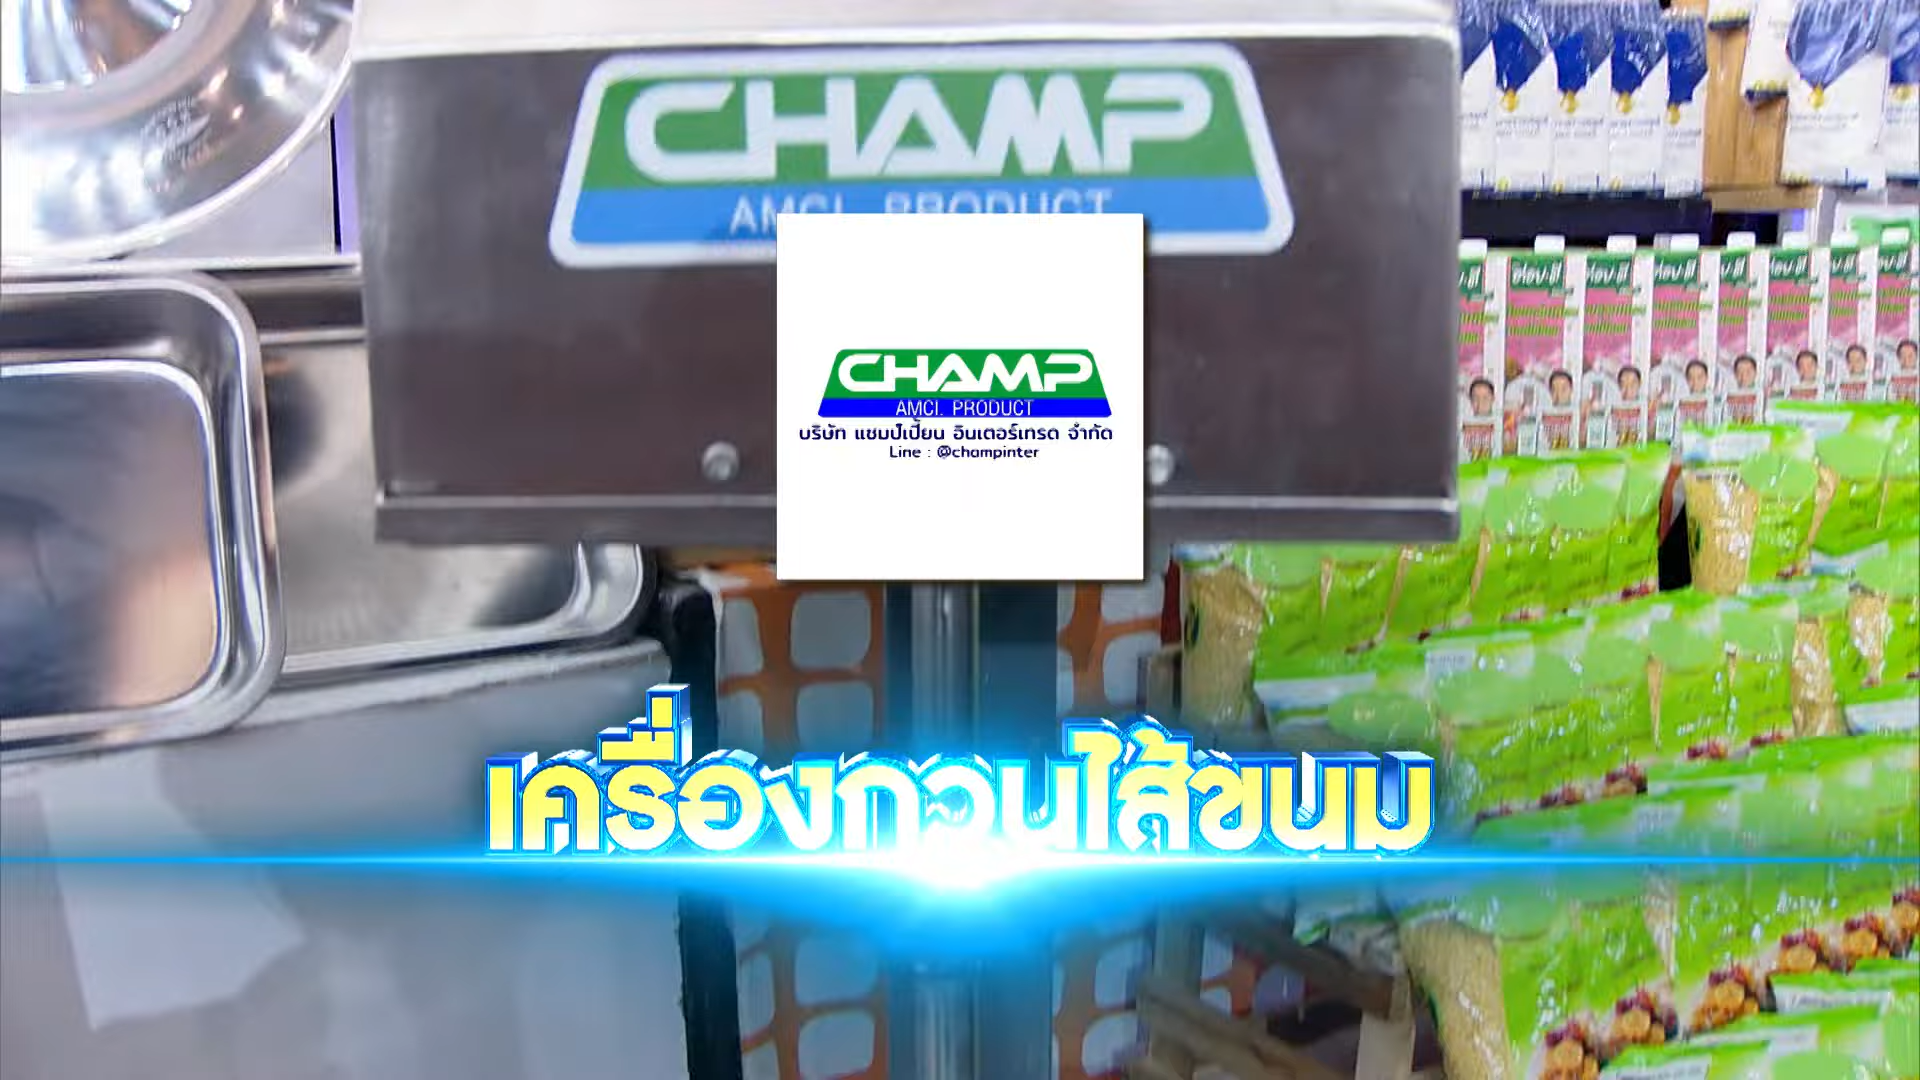 CHAMP
AMCI. PRODUCT
CHAMP
AMCI. PRODUCT
บริษัท แชมป์เปี้ยน อินเตอร์เทรด จำกัด
Line : @champinter
เครื่องกวนไส้ขนม